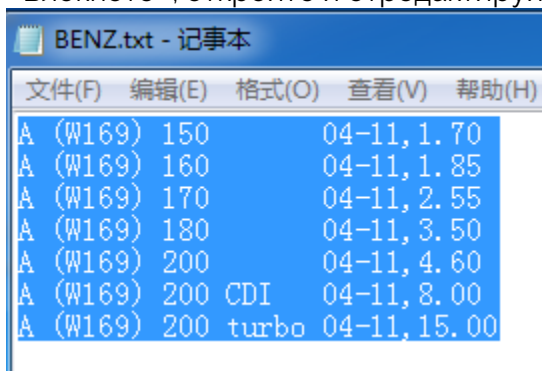 BENZ.txt - 记事本
文件(F) 编辑(E) 格式(O) 查看(V) 帮助(H)
A (W169) 150 04-11,1.70
A (W169) 160 04-11,1.85
A (W169) 170 04-11,2.55
A (W169) 180 04-11,3.50
A (W169) 200 04-11,4.60
A (W169) 200 CDI 04-11,8.00
A (W169) 200 turbo 04-11,15.00